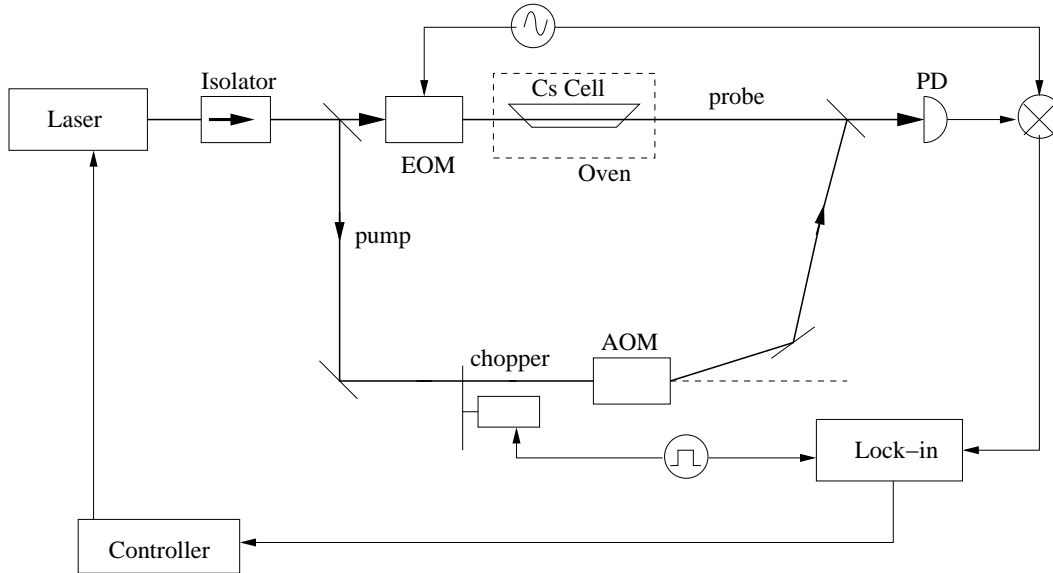 Isolator
Laser
EOM
Cs Cell
Oven
probe
PD
pump
chopper
AOM
Lock−in
Controller